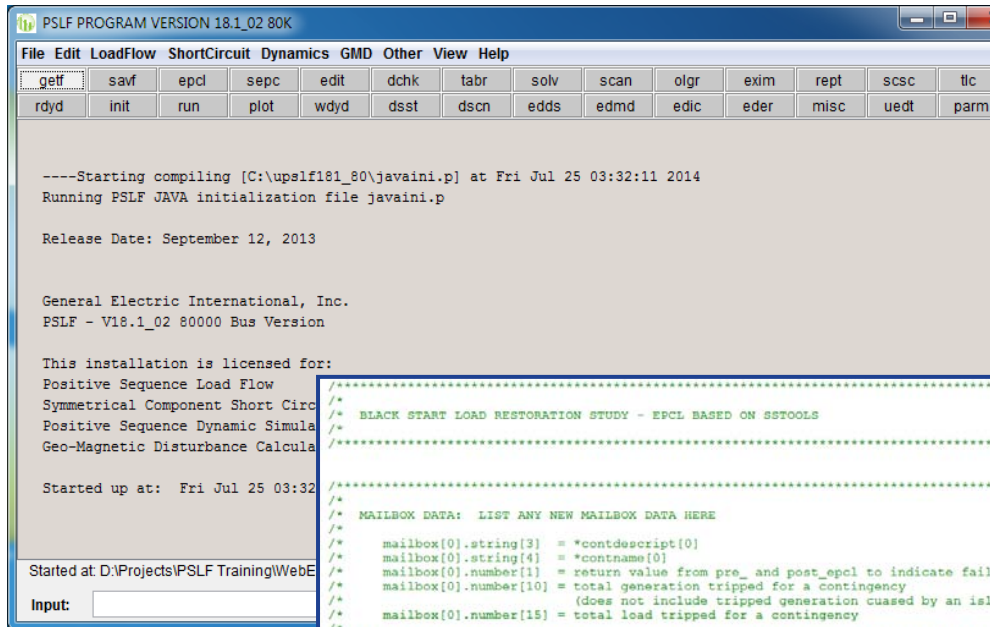 PSLF PROGRAM VERSION 18.1_02 80K
File Edit LoadFlow ShortCircuit Dynamics GMD Other View Help
getf savf epcl sepc edit dchk tabr solv scan olgr exim rept scsc tlc
rdyd init run plot wdyd dsst dscn edds edmd edic eder misc uedt parm
----Starting compiling [C:\upslf181_80\javaini.p] at Fri Jul 25 03:32:11 2014
Running PSLF JAVA initialization file javaini.p
Release Date: September 12, 2013
General Electric International, Inc.
PSLF - V18.1_02 80000 Bus Version
This installation is licensed for:
Positive Sequence Load Flow
Symmetrical Component Short Circ
Positive Sequence Dynamic Simula
Geo-Magnetic Disturbance Calcula
Started up at: Fri Jul 25 03:32
Started at: D:\Projects\PSLF Training\WebE
Input:
/*
/* BLACK START LOAD RESTORATION STUDY - EPCL BASED ON SSTOOLS
/*
/*
/* MAILBOX DATA: LIST ANY NEW MAILBOX DATA HERE
/*
/* mailbox[0].string[3] = *contdescript[0]
/* mailbox[0].string[4] = *contname[0]
/* mailbox[0].number[1] = return value from pre_ and post_epcl to indicate fail
/* mailbox[0].number[10] = total generation tripped for a contingency
/* (does not include tripped generation cuased by an isl
/* mailbox[0].number[15] = total load tripped for a contingency